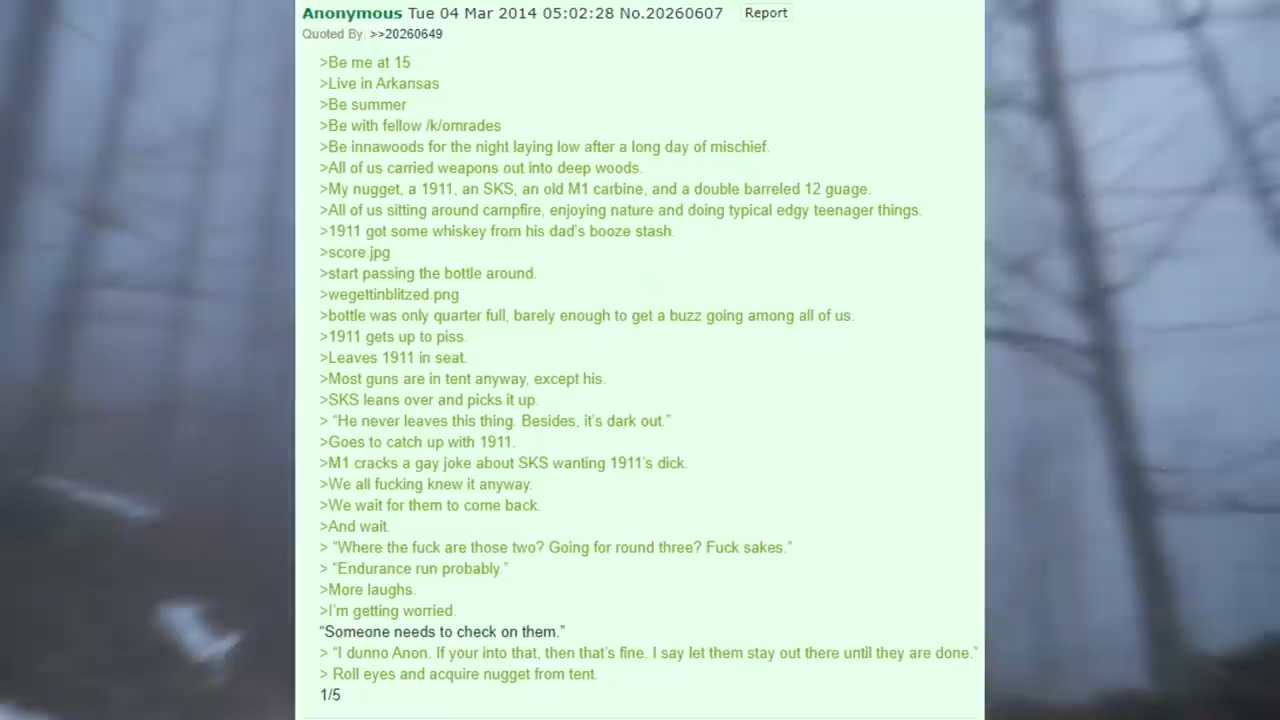 Anonymous Tue 04 Mar 2014 05:02:28 No.20260607 Report
Quoted By: >>20260649
>Be me at 15
>Live in Arkansas
>Be summer
>Be with fellow /k/omrades
>Be innawoods for the night laying low after a long day of mischief.
>All of us carried weapons out into deep woods.
>My nugget, a 1911, an SKS, an old M1 carbine, and a double barreled 12 guage.
>All of us sitting around campfire, enjoying nature and doing typical edgy teenager things.
>1911 got some whiskey from his dad's booze stash.
>score.jpg
>start passing the bottle around.
>wegettinblitzed.png
>bottle was only quarter full, barely enough to get a buzz going among all of us.
>1911 gets up to piss.
>Leaves 1911 in seat.
>Most guns are in tent anyway, except his.
>SKS leans over and picks it up.
> “He never leaves this thing. Besides, it’s dark out.”
>Goes to catch up with 1911.
>M1 cracks a gay joke about SKS wanting 1911’s dick.
>We all fucking knew it anyway.
>We wait for them to come back.
>And wait.
> “Where the fuck are those two? Going for round three? Fuck sakes.”
> “Endurance run probably.”
>More laughs.
>I’m getting worried.
“Someone needs to check on them.”
> “I dunno Anon. If your into that, then that’s fine. I say let them stay out there until they are done.”
> Roll eyes and acquire nugget from tent.
1/5